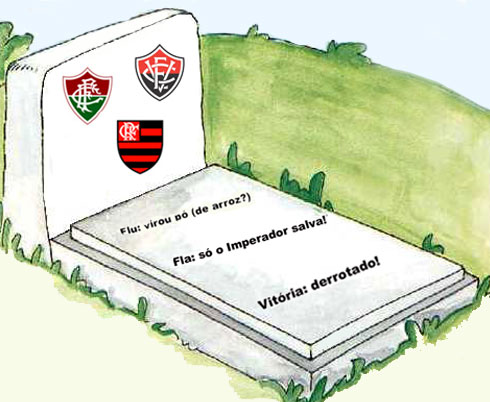 Flu: virou pó (de arroz?)
Fla: só o Imperador salva!
Vitória: derrotado!